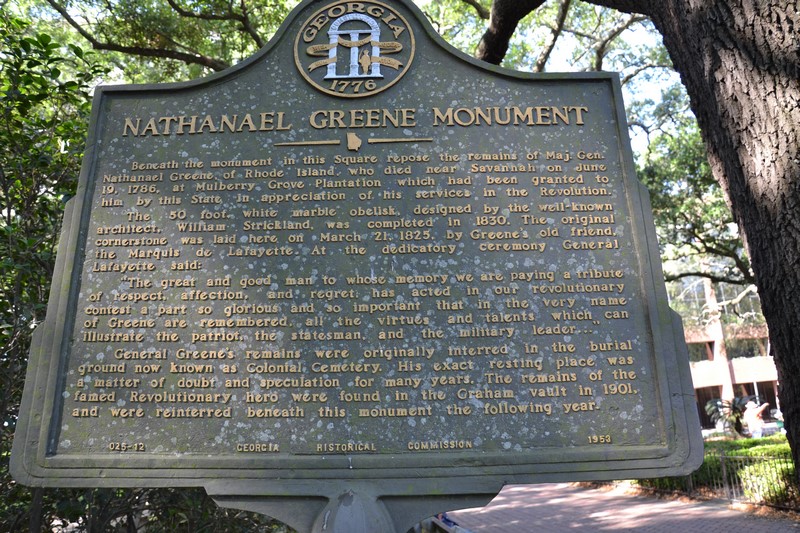 GEORGIA
1776
NATHANAEL GREENE MONUMENT
Beneath the monument in this Square repose the remains of Maj. Gen.
Nathanael Greene, of Rhode Island, who died near Savannah on June
19, 1786, at Mulberry Grove Plantation which had been granted to
him by this State in appreciation of his services in the Revolution.
The 50 foot white marble obelisk, designed by the well-known
architect, William Strickland, was completed in 1830. The original
cornerstone was laid here on March 21, 1825, by Greene's old friend,
the Marquis de Lafayette. At the dedicatory ceremony General
Lafayette said:
"The great and good man to whose memory we are paying a tribute
of respect, affection, and regret, has acted in our revolutionary
contest a part so glorious and so important that in the very name
of Greene are remembered all the virtues and talents which can
illustrate the patriot, the statesman, and the military leader..."
General Greene's remains were originally interred in the burial
ground now known as Colonial Cemetery. His exact resting place was
a matter of doubt and speculation for many years. The remains of the
famed Revolutionary hero were found in the Graham vault in 1901,
and were reinterred beneath this monument the following year.
025-12 GEORGIA HISTORICAL COMMISSION 1953